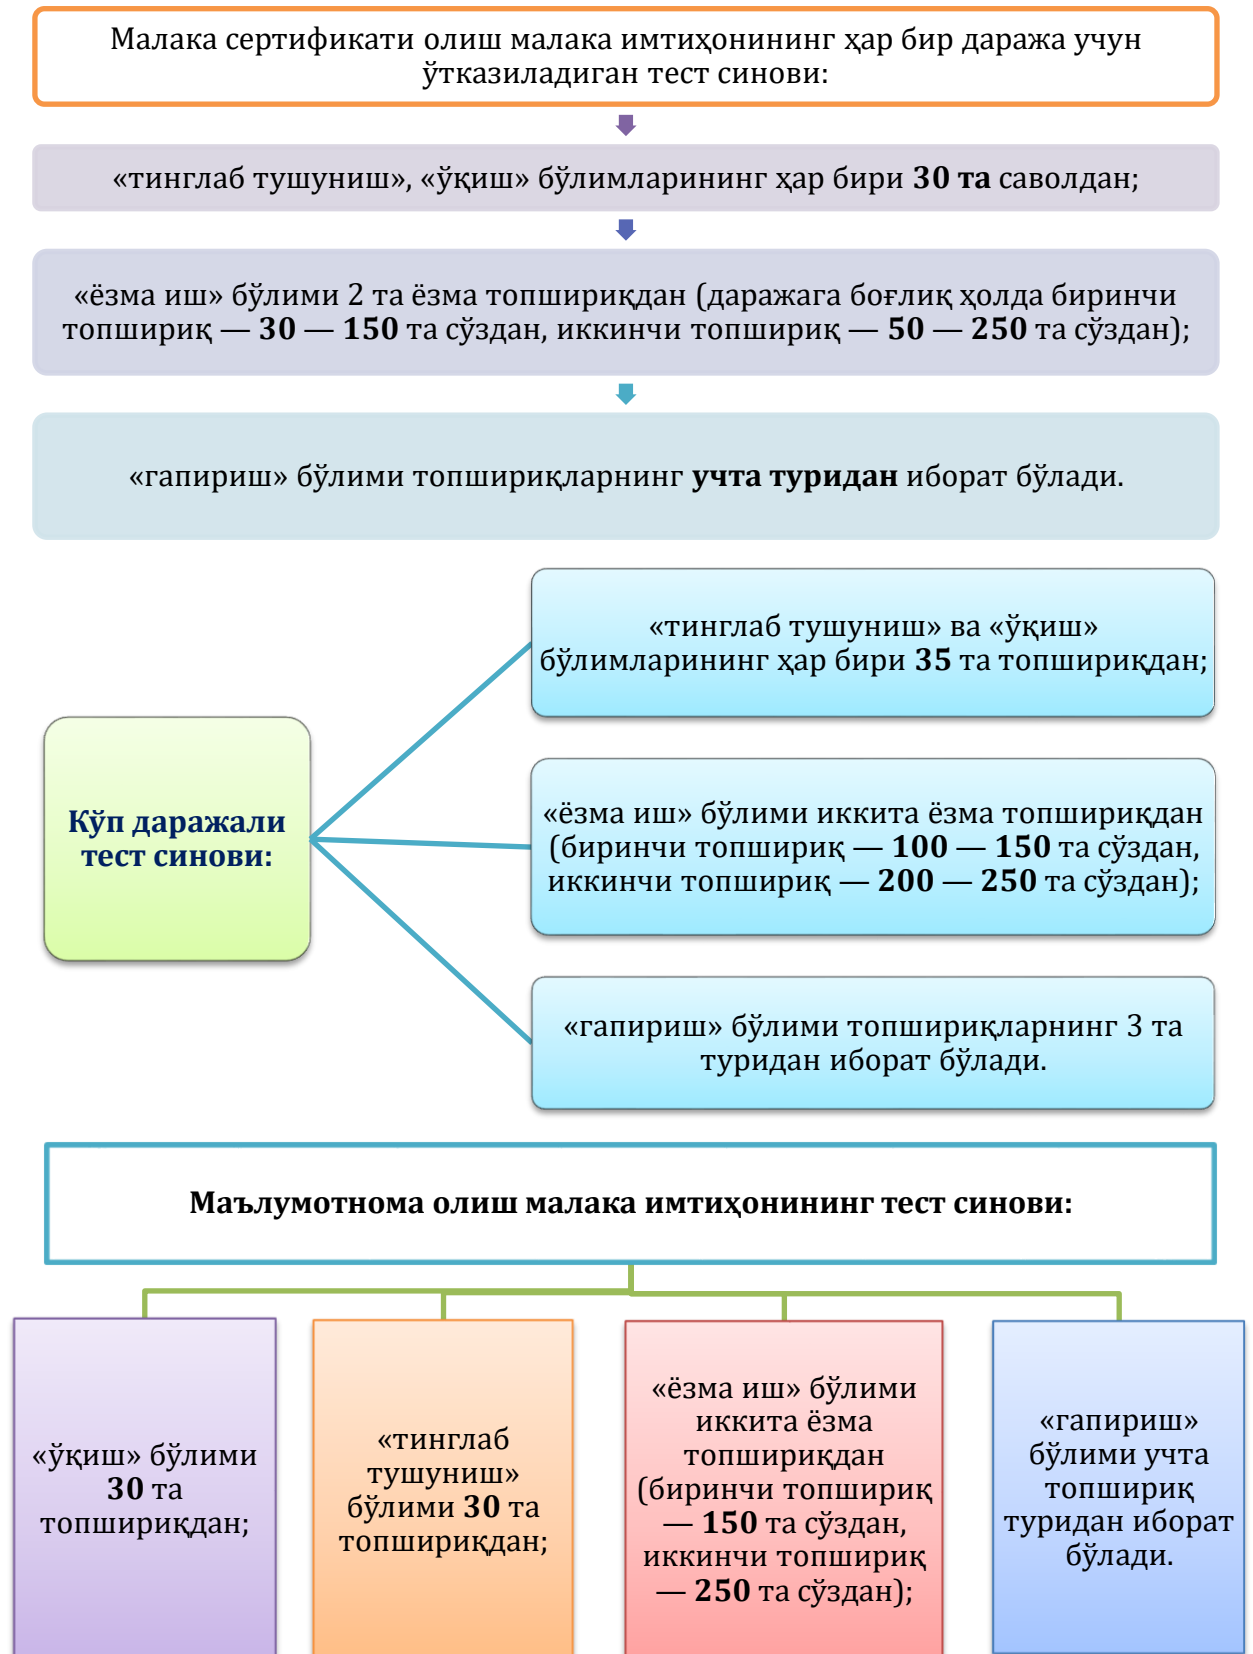 Малака сертификати олиш малака имтиҳонининг ҳар бир даража учун
ўтказиладиган тест синови:
«тинглаб тушуниш», «ўқиш» бўлимларининг ҳар бири 30 та саволдан;
«ёзма иш» бўлими 2 та ёзма топшириқдан (даражага боғлиқ ҳолда биринчи
топшириқ — 30 — 150 та сўздан, иккинчи топшириқ — 50 — 250 та сўздан);
«гапириш» бўлими топшириқларнинг учта туридан иборат бўлади.
Кўп даражали
тест синови:
«тинглаб тушуниш» ва «ўқиш»
бўлимларининг ҳар бири 35 та топшириқдан;
«ёзма иш» бўлими иккита ёзма топшириқдан
(биринчи топшириқ — 100 — 150 та сўздан,
иккинчи топшириқ — 200 — 250 та сўздан);
«гапириш» бўлими топшириқларнинг 3 та
туридан иборат бўлади.
Маълумотнома олиш малака имтиҳонининг тест синови:
«ўқиш» бўлими
30 та
топшириқдан;
«тинглаб
тушуниш»
бўлими 30 та
топшириқдан;
«ёзма иш» бўлими
иккита ёзма
топшириқдан
(биринчи топшириқ
— 150 та сўздан,
иккинчи топшириқ
— 250 та сўздан);
«гапириш»
бўлими учта
топшириқ
туридан иборат
бўлади.